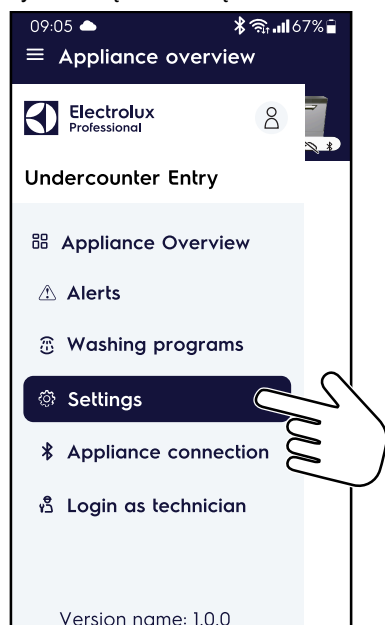 09:05 67%
Appliance overview
Electrolux
Professional
Undercounter Entry
Appliance Overview
Alerts
Washing programs
Settings
Appliance connection
Login as technician
Version name: 1.0.0